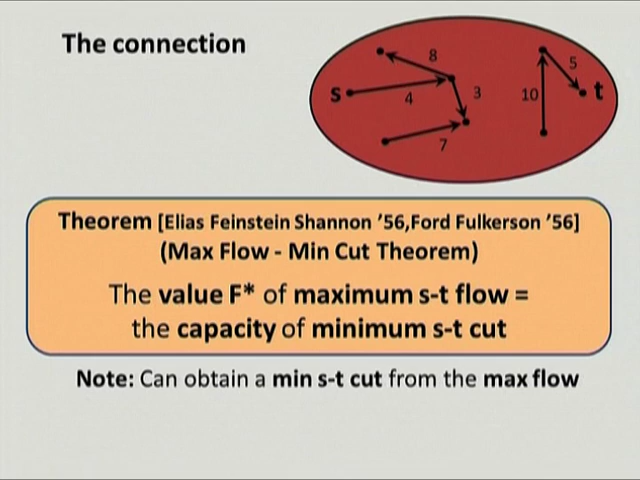 The connection
8
s
4
3
7
10
5
t
Theorem [Elias Feinstein Shannon ’56,Ford Fulkerson ’56]
(Max Flow - Min Cut Theorem)
The value F* of maximum s-t flow =
the capacity of minimum s-t cut
Note: Can obtain a min s-t cut from the max flow